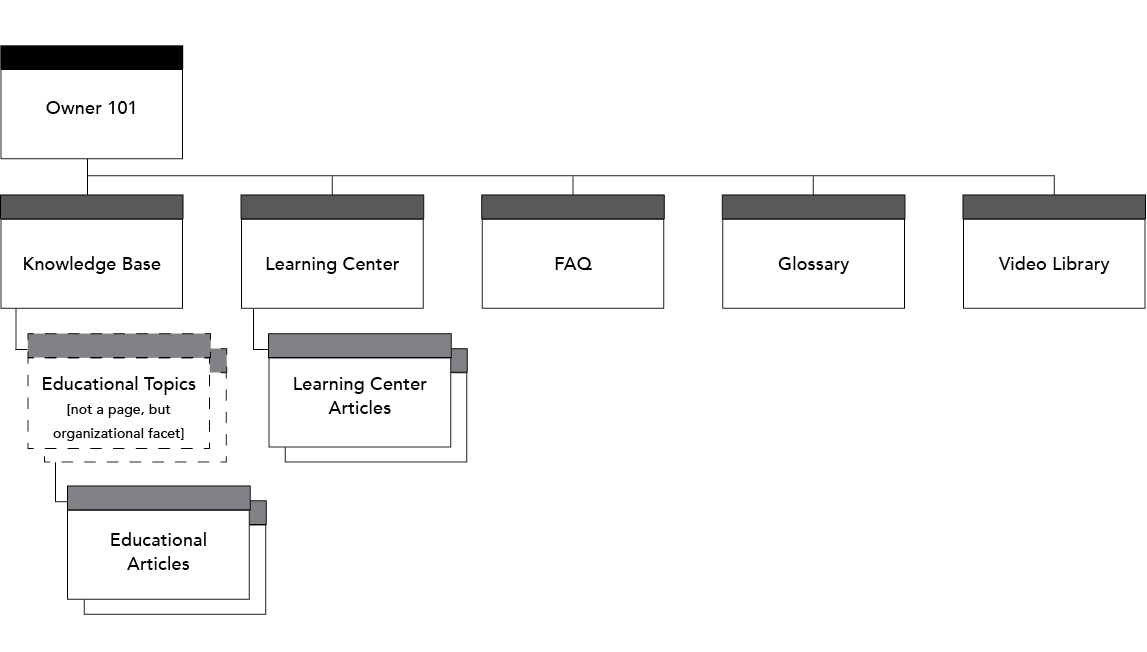 Owner 101
Knowledge Base
Learning Center
FAQ
Glossary
Video Library
Educational Topics
[not a page, but
organizational facet]
Learning Center
Articles
Educational
Articles